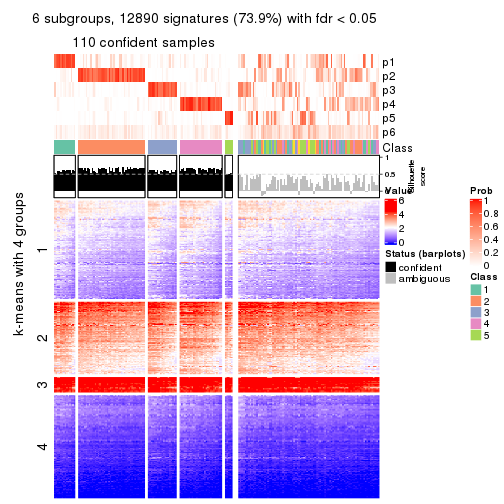 6 subgroups, 12890 signatures (73.9%) with fdr < 0.05
110 confident samples
p1
p2
p3
p4
p5
p6
Class
1
0.5
0
Silhouette
score
k-means with 4 groups
1
2
3
4
Value
6
4
2
0
Status (barplots)
confident
ambiguous
Prob
1
0.8
0.6
0.4
0.2
0
Class
1
2
3
4
5